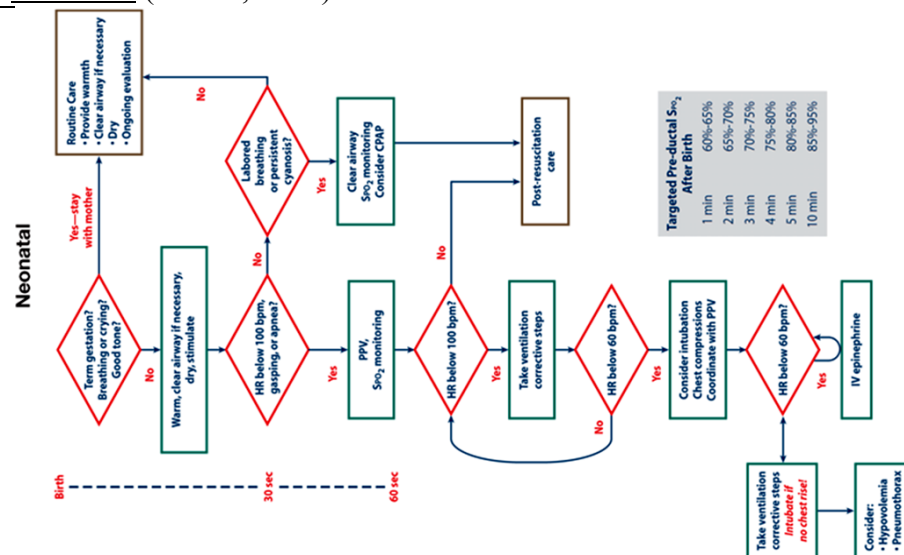 Neonatal
Birth
30 sec
60 sec
Term gestation?
Breathing or crying?
Good tone?
Yes—stay
with mother
Routine Care
• Provide warmth
• Clear airway if necessary
• Dry
• Ongoing evaluation
No
Warm, clear airway if necessary,
dry, stimulate
HR below 100 bpm,
gasping, or apnea?
No
Labored
breathing
or persistent
cyanosis?
No
Yes
Yes
PPV,
SPO2 monitoring
Clear airway
SPO2 monitoring
Consider CPAP
HR below 100 bpm?
No
Post-resuscitation
care
Yes
Take ventilation
corrective steps
HR below 60 bpm?
No
Yes
Consider intubation
Chest compressions
Coordinate with PPV
HR below 60 bpm?
Yes
IV epinephrine
Take ventilation
corrective steps
Intubate if
no chest rise!
Consider:
• Hypovolemia
• Pneumothorax
Targeted Pre-ductal SPO2
After Birth
1 min 60%-65%
2 min 65%-70%
3 min 70%-75%
4 min 75%-80%
5 min 80%-85%
10 min 85%-95%